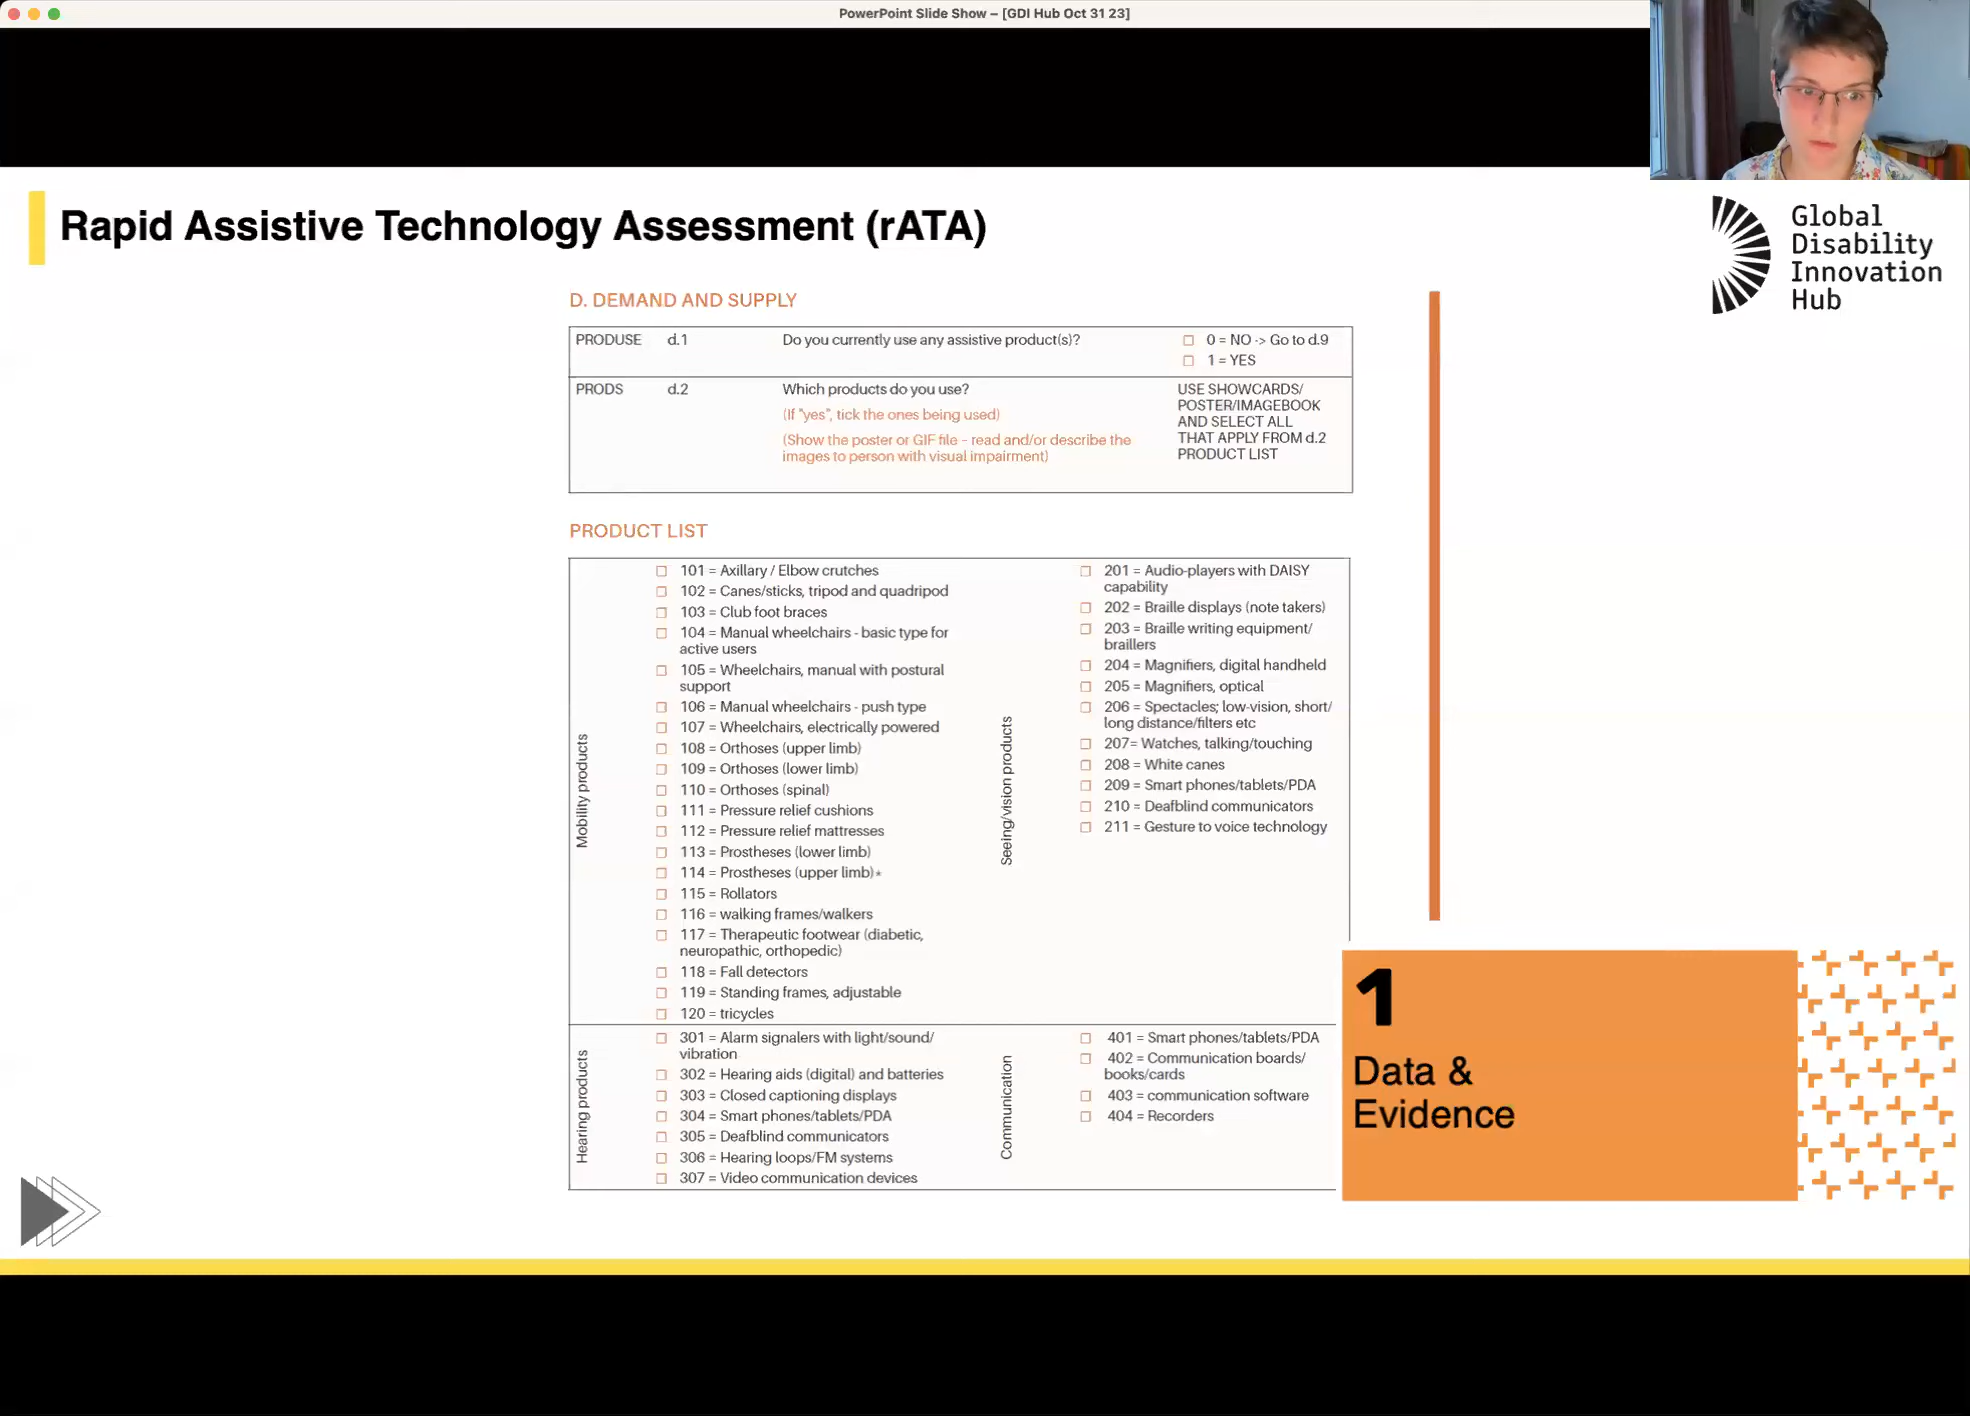 PowerPoint Slide Show – [GDI Hub Oct 31 23]
Rapid Assistive Technology Assessment (rATA)
Global
Disability
Innovation
Hub
D. DEMAND AND SUPPLY
PRODUSE d.1 Do you currently use any assistive product(s)? 0 = NO -> Go to d.9
1 = YES
PRODS d.2 Which products do you use?
(If "yes", tick the ones being used)
(Show the poster or GIF file – read and/or describe the
images to person with visual impairment)
USE SHOWCARDS/
POSTER/IMAGEBOOK
AND SELECT ALL
THAT APPLY FROM d.2
PRODUCT LIST
PRODUCT LIST
Mobility products
101 = Axillary / Elbow crutches
102 = Canes/sticks, tripod and quadripod
103 = Club foot braces
104 = Manual wheelchairs - basic type for
active users
105 = Wheelchairs, manual with postural
support
106 = Manual wheelchairs - push type
107 = Wheelchairs, electrically powered
108 = Orthoses (upper limb)
109 = Orthoses (lower limb)
110 = Orthoses (spinal)
111 = Pressure relief cushions
112 = Pressure relief mattresses
113 = Prostheses (lower limb)
114 = Prostheses (upper limb)*
115 = Rollators
116 = walking frames/walkers
117 = Therapeutic footwear (diabetic,
neuropathic, orthopedic)
118 = Fall detectors
119 = Standing frames, adjustable
120 = tricycles
Seeing/vision products
201 = Audio-players with DAISY
capability
202 = Braille displays (note takers)
203 = Braille writing equipment/
braillers
204 = Magnifiers, digital handheld
205 = Magnifiers, optical
206 = Spectacles; low-vision, short/
long distance/filters etc
207= Watches, talking/touching
208 = White canes
209 = Smart phones/tablets/PDA
210 = Deafblind communicators
211 = Gesture to voice technology
Hearing products
301 = Alarm signalers with light/sound/
vibration
302 = Hearing aids (digital) and batteries
303 = Closed captioning displays
304 = Smart phones/tablets/PDA
305 = Deafblind communicators
306 = Hearing loops/FM systems
307 = Video communication devices
Communication
401 = Smart phones/tablets/PDA
402 = Communication boards/
books/cards
403 = communication software
404 = Recorders
1
Data &
Evidence